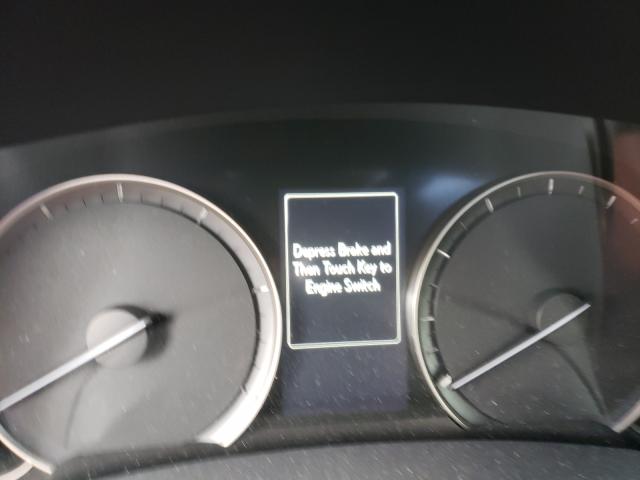 Depress Brake and
Then Touch Key to
Engine Switch